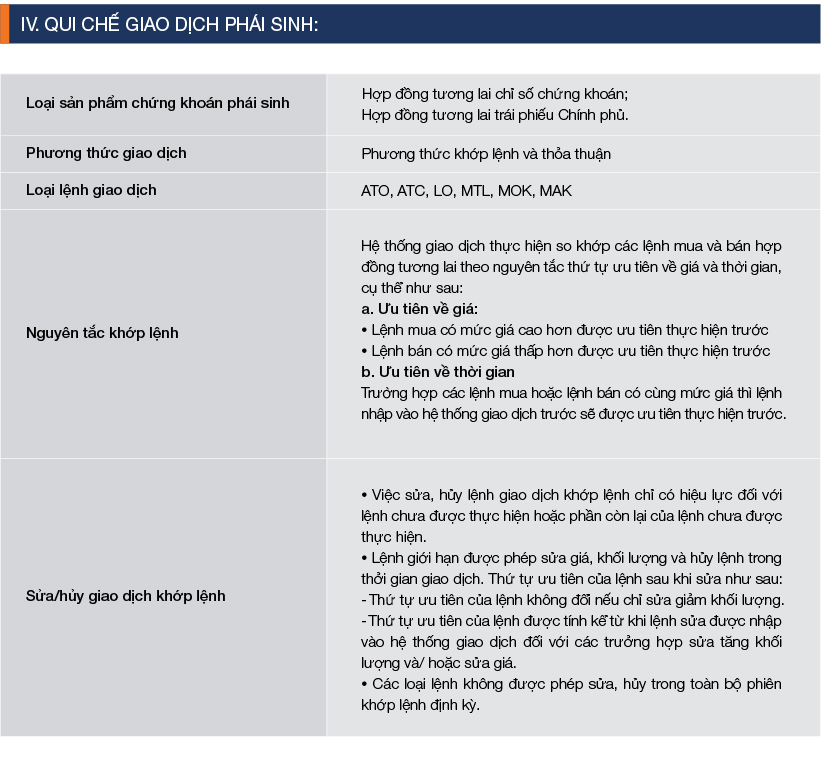 IV. QUI CHẾ GIAO DỊCH PHÁI SINH:
Loại sản phẩm chứng khoán phái sinh
Hợp đồng tương lai chỉ số chứng khoán;
Hợp đồng tương lai trái phiếu Chính phủ.
Phương thức giao dịch
Phương thức khớp lệnh và thỏa thuận
Loại lệnh giao dịch
ATO, ATC, LO, MTL, MOK, MAK
Nguyên tắc khớp lệnh
Hệ thống giao dịch thực hiện so khớp các lệnh mua và bán hợp
đồng tương lai theo nguyên tắc thứ tự ưu tiên về giá và thời gian,
cụ thể như sau:
a. Ưu tiên về giá:
• Lệnh mua có mức giá cao hơn được ưu tiên thực hiện trước
• Lệnh bán có mức giá thấp hơn được ưu tiên thực hiện trước
b. Ưu tiên về thời gian
Trường hợp các lệnh mua hoặc lệnh bán có cùng mức giá thì lệnh
nhập vào hệ thống giao dịch trước sẽ được ưu tiên thực hiện trước.
Sửa/hủy giao dịch khớp lệnh
• Việc sửa, hủy lệnh giao dịch khớp lệnh chỉ có hiệu lực đối với
lệnh chưa được thực hiện hoặc phần còn lại của lệnh chưa được
thực hiện.
• Lệnh giới hạn được phép sửa giá, khối lượng và hủy lệnh trong
thời gian giao dịch. Thứ tự ưu tiên của lệnh sau khi sửa như sau:
- Thứ tự ưu tiên của lệnh không đổi nếu chỉ sửa giảm khối lượng.
- Thứ tự ưu tiên của lệnh được tính kể từ khi lệnh sửa được nhập
vào hệ thống giao dịch đối với các trường hợp sửa tăng khối
lượng và/ hoặc sửa giá.
• Các loại lệnh không được phép sửa, hủy trong toàn bộ phiên
khớp lệnh định kỳ.